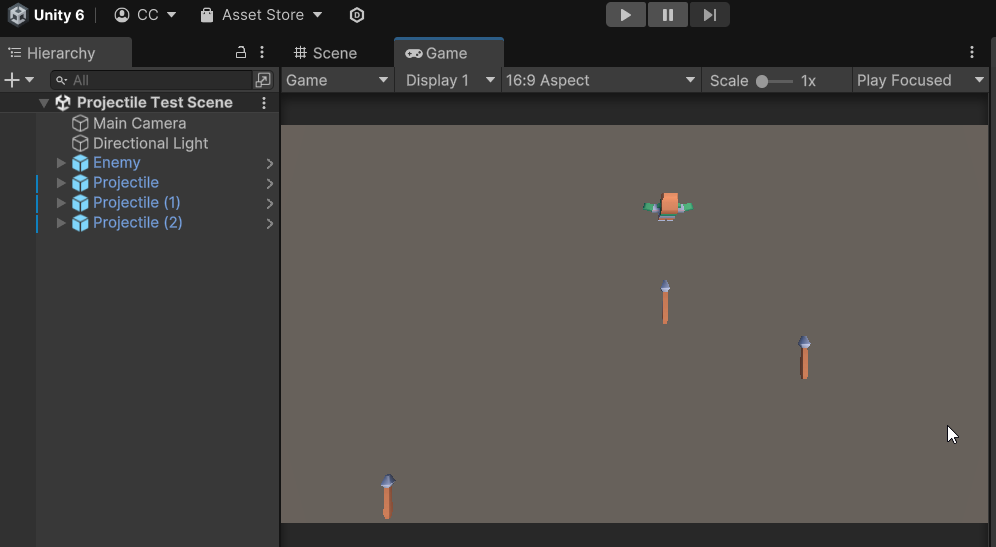 Unity 6 CC Asset Store
Hierarchy Scene Game
All Game Display 1 16:9 Aspect Scale 1x Play Focused
Projectile Test Scene
Main Camera
Directional Light
Enemy
Projectile
Projectile (1)
Projectile (2)